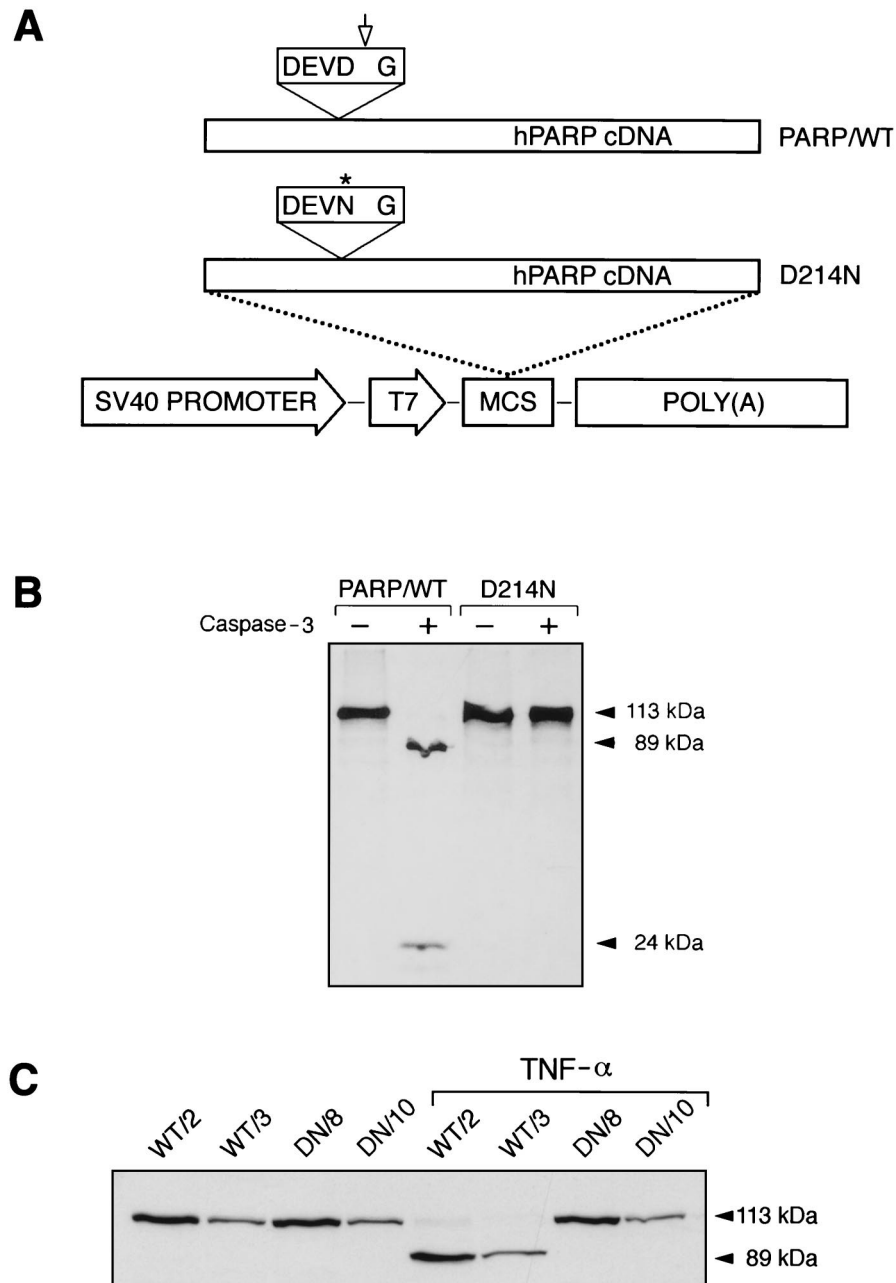 A
DEVD G
hPARP cDNA
PARP/WT
*
DEVN G
hPARP cDNA
D214N
SV40 PROMOTER
T7
MCS
POLY(A)
B
PARP/WT
D214N
Caspase-3
− + − +
113 kDa
89 kDa
24 kDa
C
TNF-α
WT/2 WT/3 DN/8 DN/10 WT/2 WT/3 DN/8 DN/10
113 kDa
89 kDa